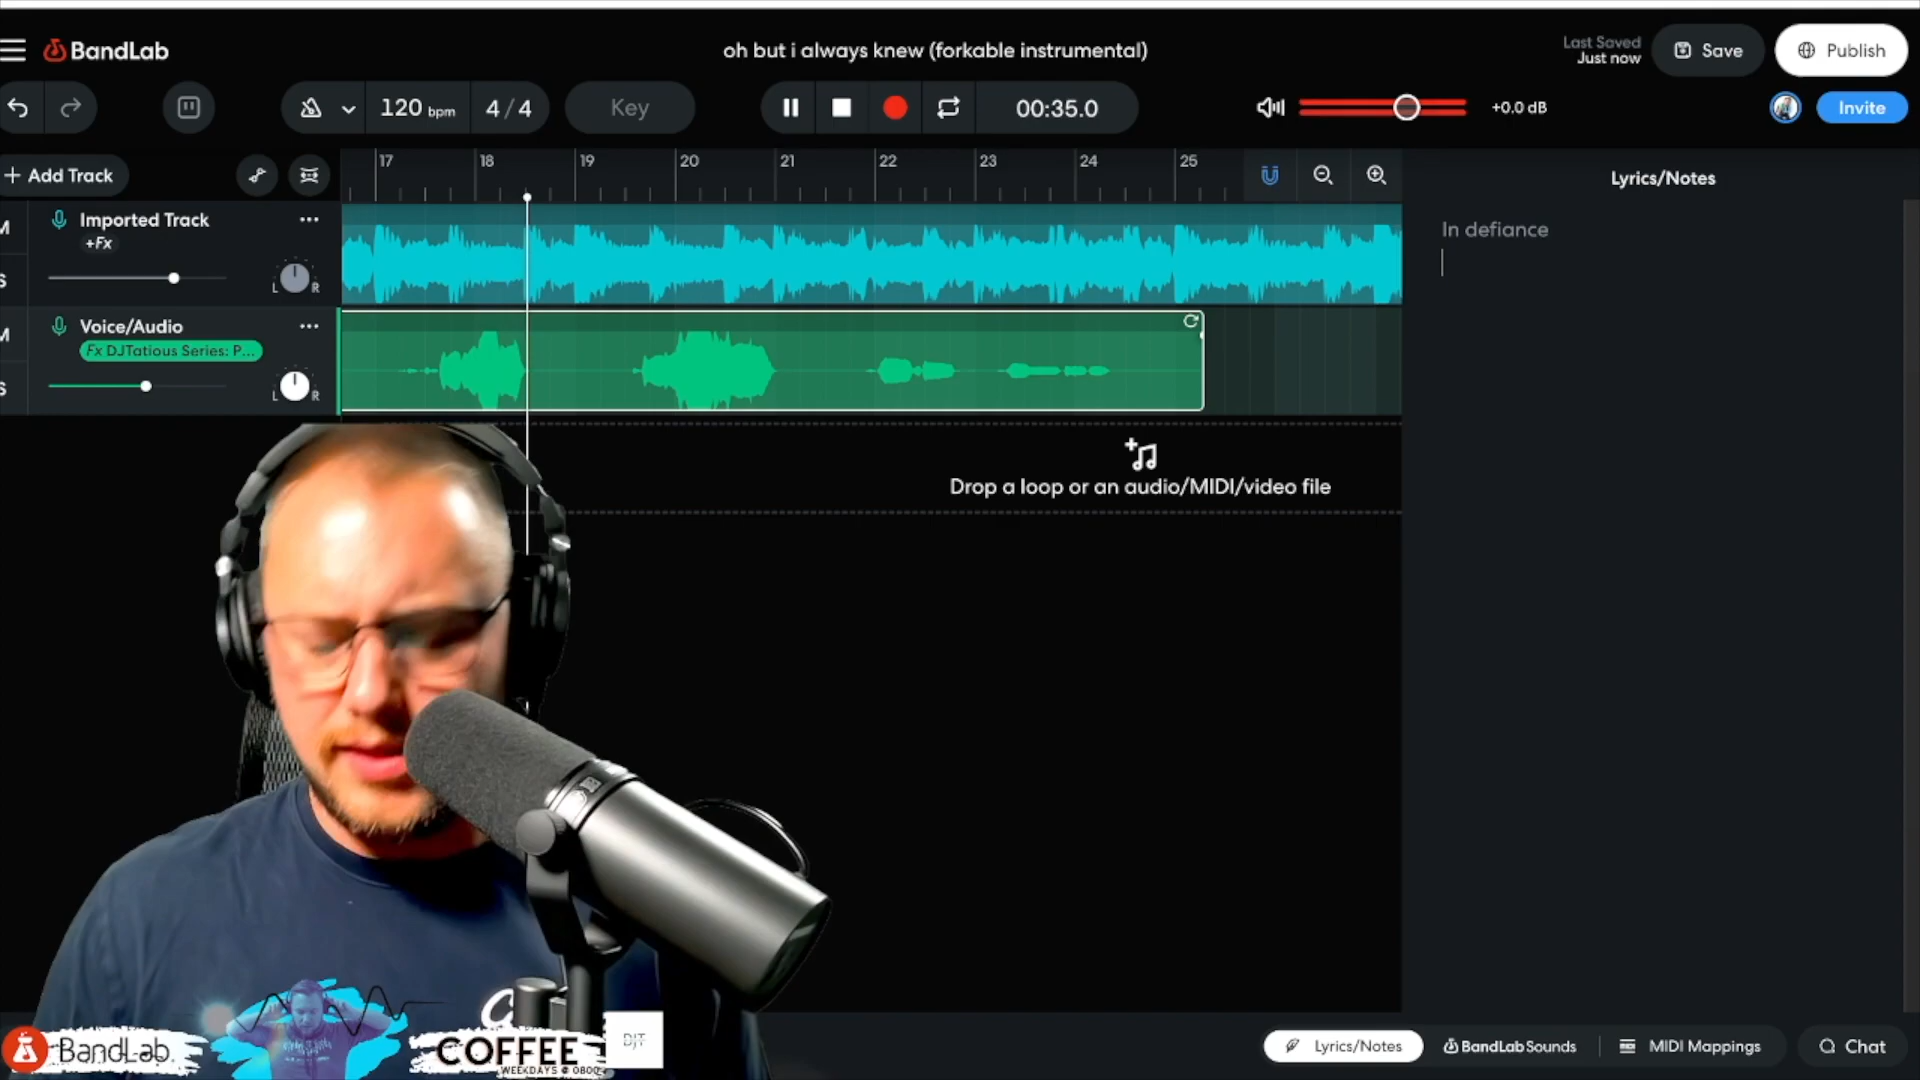 BandLab
oh but i always knew (forkable instrumental)
Last Saved
Just now
Save
Publish
120 bpm
4 / 4
Key
00:35.0
+0.0 dB
Invite
+ Add Track
17 18 19 20 21 22 23 24 25
Lyrics/Notes
M
Imported Track
+Fx
S
L R
In defiance
M
Voice/Audio
Fx DJTatious Series: P...
S
L R
Drop a loop or an audio/MIDI/video file
BandLab
COFFEE
WEEKDAYS @ 0800
DJT
Lyrics/Notes
BandLab Sounds
MIDI Mappings
Chat